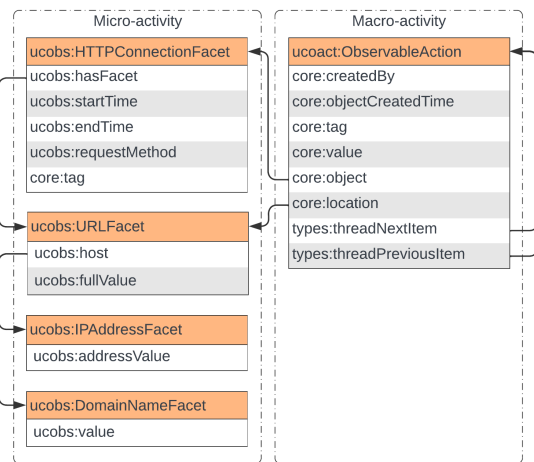 Micro-activity
ucobs:HTTPConnectionFacet
ucobs:hasFacet
ucobs:startTime
ucobs:endTime
ucobs:requestMethod
core:tag
ucobs:URLFacet
ucobs:host
ucobs:fullValue
ucobs:IPAddressFacet
ucobs:addressValue
ucobs:DomainNameFacet
ucobs:value
Macro-activity
ucoact:ObservableAction
core:createdBy
core:objectCreatedTime
core:tag
core:value
core:object
core:location
types:threadNextItem
types:threadPreviousItem